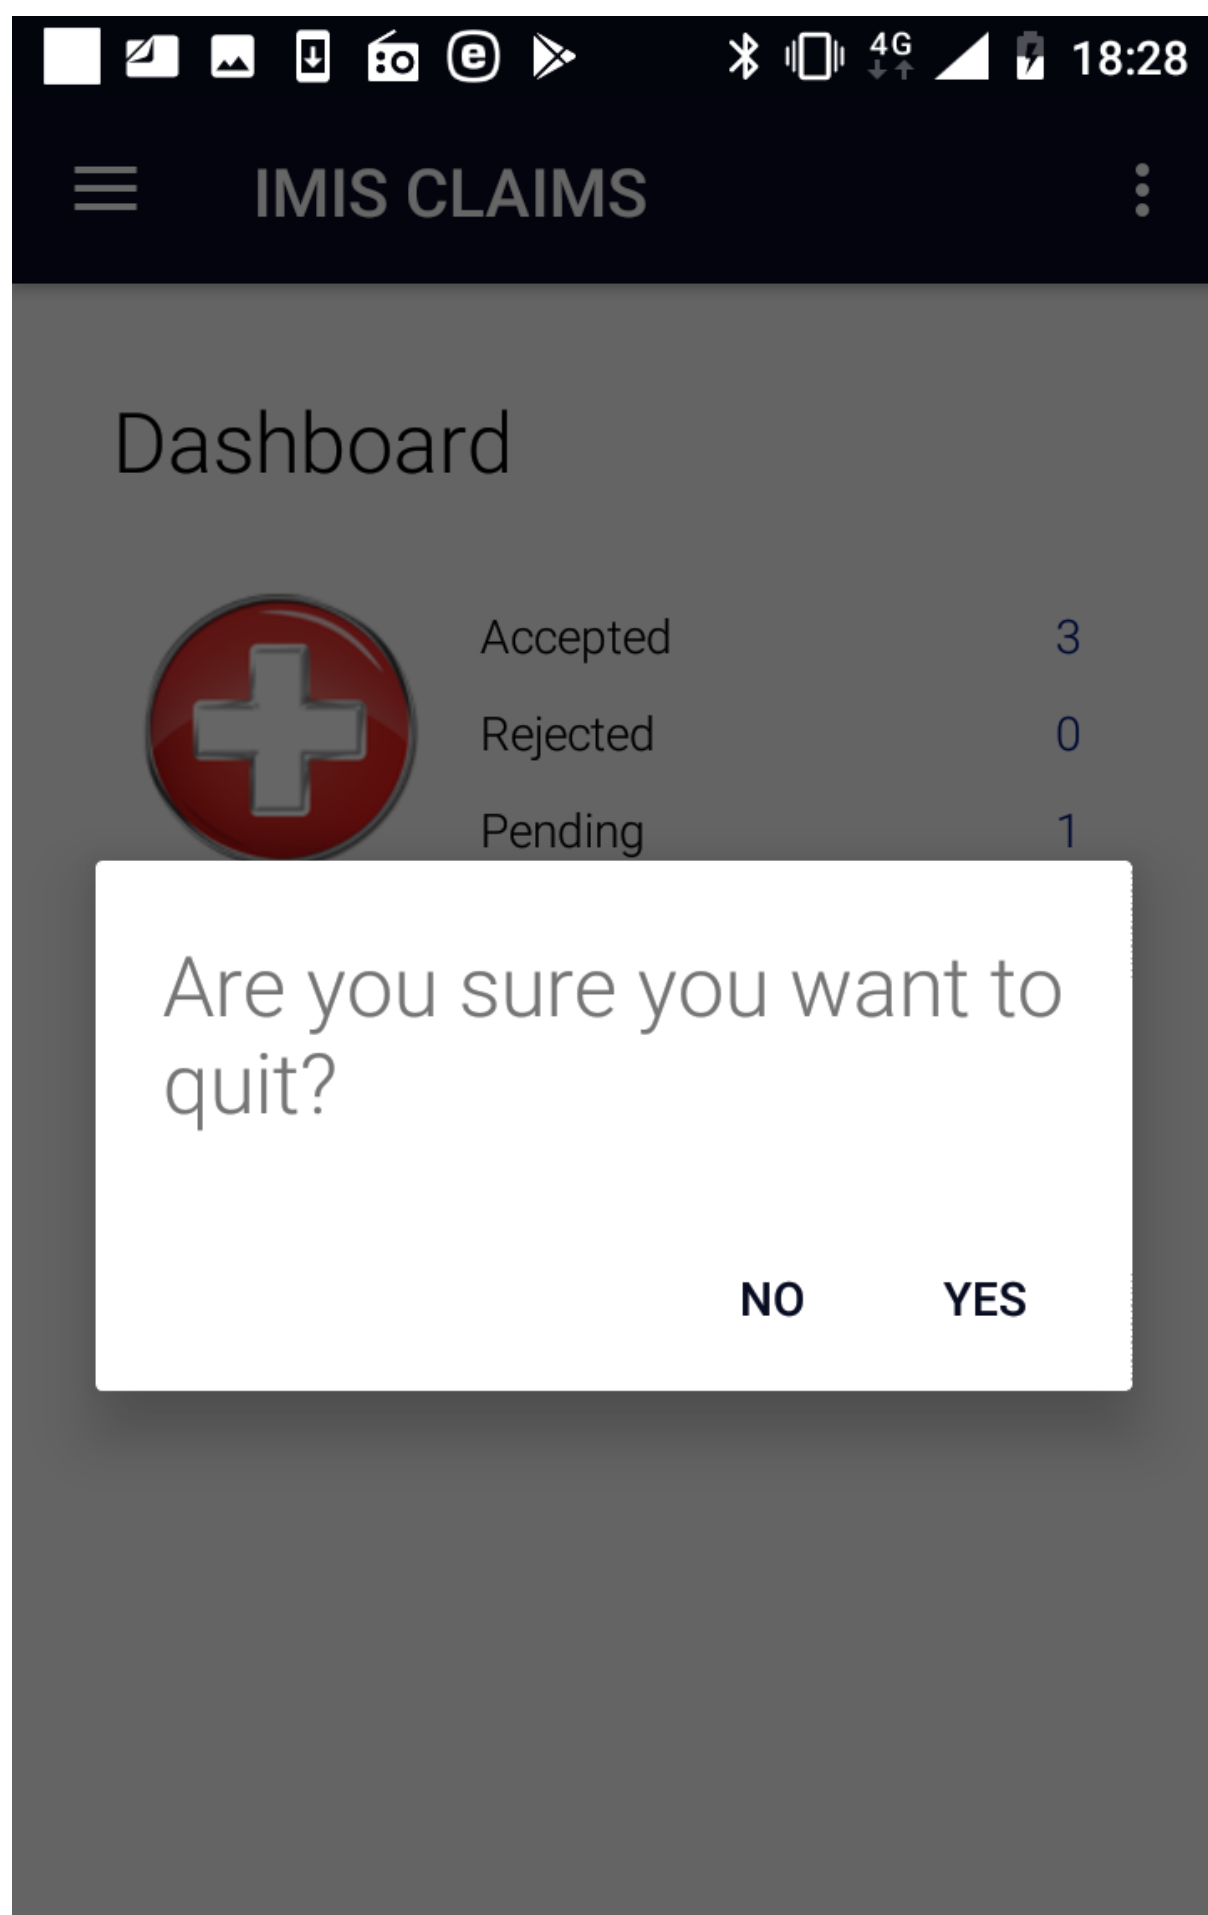 4G 18:28
IMIS CLAIMS
Dashboard
Accepted 3
Rejected 0
Pending 1
Are you sure you want to
quit?
NO YES